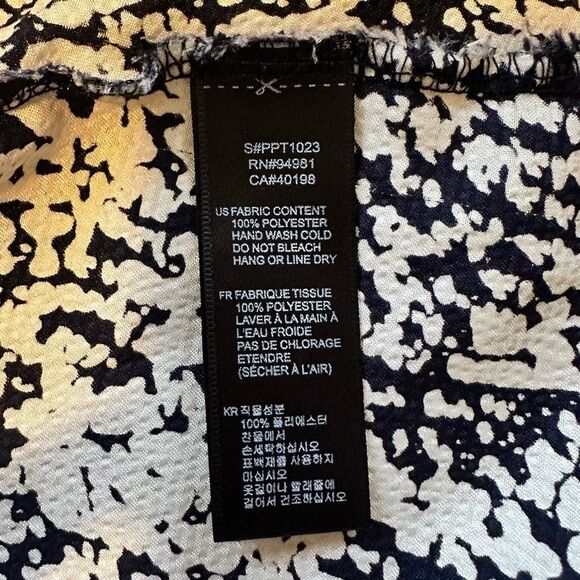 S#PPT1023
RN#94981
CA#40198
US FABRIC CONTENT
100% POLYESTER
HAND WASH COLD
DO NOT BLEACH
HANG OR LINE DRY
FR FABRIQUE TISSUE
100% POLYESTER
LAVER À LA MAIN À
L'EAU FROIDE
PAS DE CHLORAGE
ETENDRE
(SÉCHER À L'AIR)
KR 직물성분
100% 폴리에스터
찬물에서
손세탁하십시오
표백제를 사용하지
마십시오
옷걸이나 빨래줄에
걸어서 건조하십시오